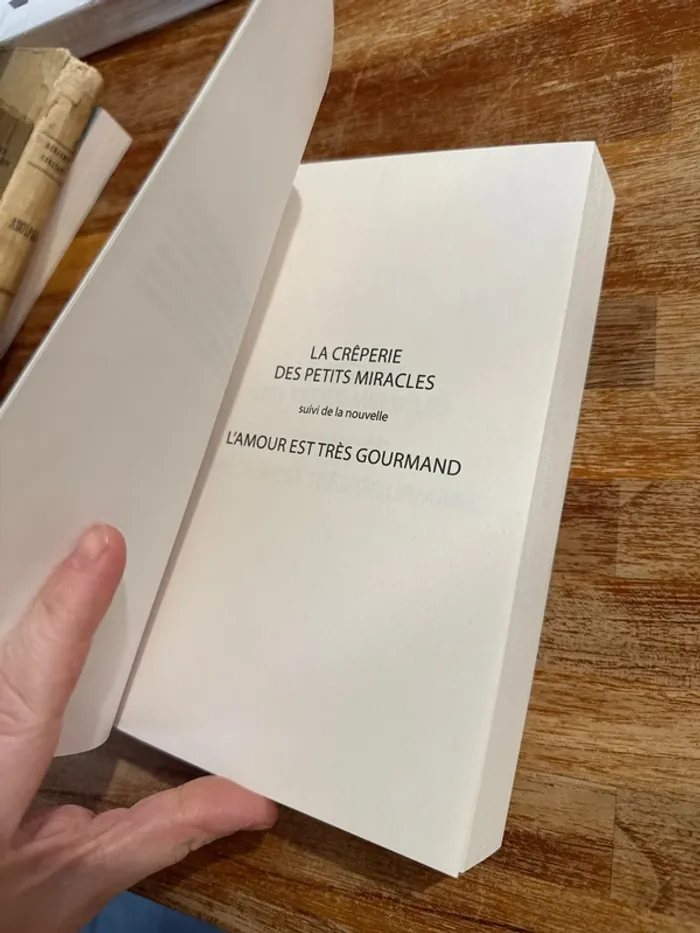 LA CRÊPERIE
DES PETITS MIRACLES
suivi de la nouvelle
L'AMOUR EST TRÈS GOURMAND